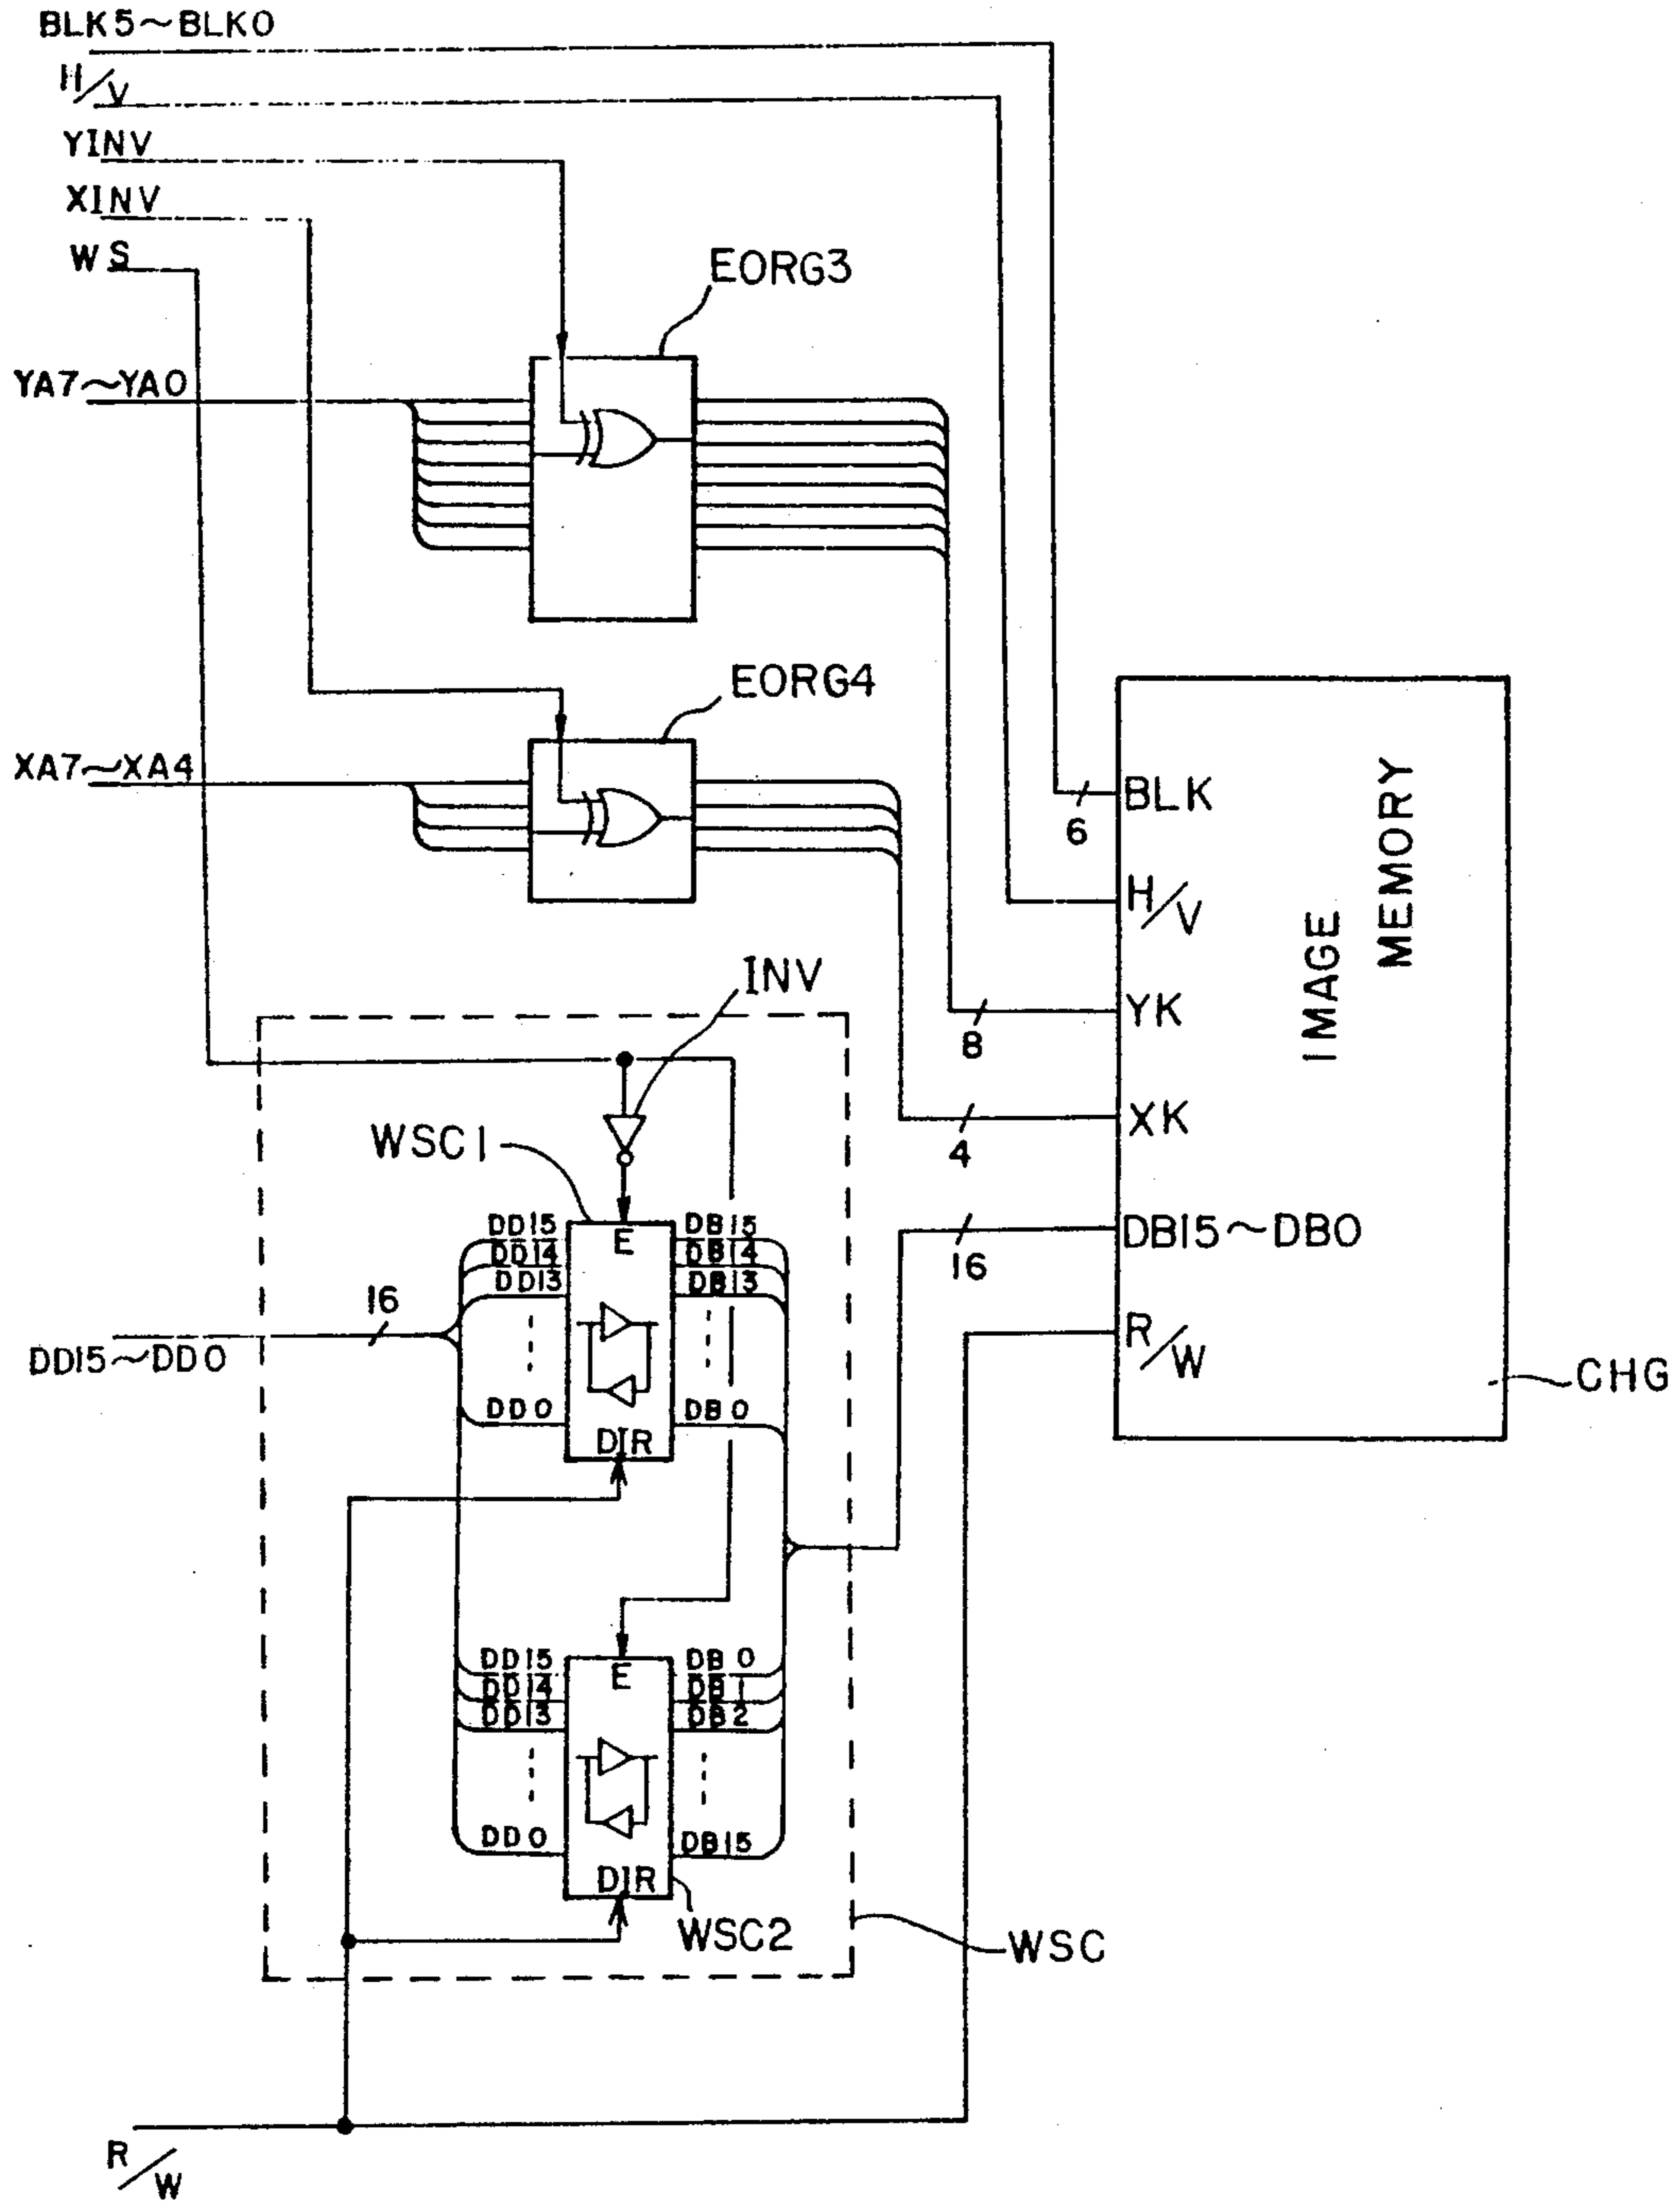 BLK5~BLK0
H/V
YINV
XINV
WS
EORG3
YA7~YA0
EORG4
XA7~XA4
BLK
6
H/V
IMAGE
MEMORY
INV
YK
8
XK
4
WSC1
DD15
DD14
DD13
DD0
E
DIR
DB15
DB14
DB13
DB0
DB15~DB0
16
16
DD15~DD0
R/W
CHG
DD15
DD14
DD13
DD0
E
DIR
DB0
DB1
DB2
DB15
WSC2
WSC
R/W